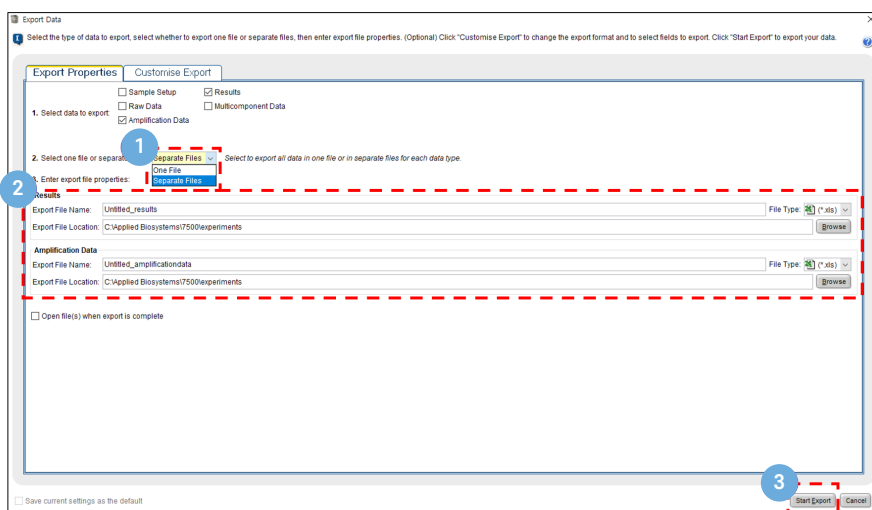 Export Data
Select the type of data to export, select whether to export one file or separate files, then enter export file properties. (Optional) Click "Customise Export" to change the export format and to select fields to export. Click "Start Export" to export your data.
Export Properties Customise Export
Sample Setup Results
1. Select data to export: Raw Data Multicomponent Data
Amplification Data
1
2. Select one file or separat Separate Files Select to export all data in one file or in separate files for each data type.
One File
3. Enter export file properties: Separate Files
2
Results
Export File Name: Untitled_results File Type: (*.xls)
Export File Location: C:\Applied Biosystems\7500\experiments Browse
Amplification Data
Export File Name: Untitled_amplificationdata File Type: (*.xls)
Export File Location: C:\Applied Biosystems\7500\experiments Browse
Open file(s) when export is complete
3
Save current settings as the default Start Export Cancel